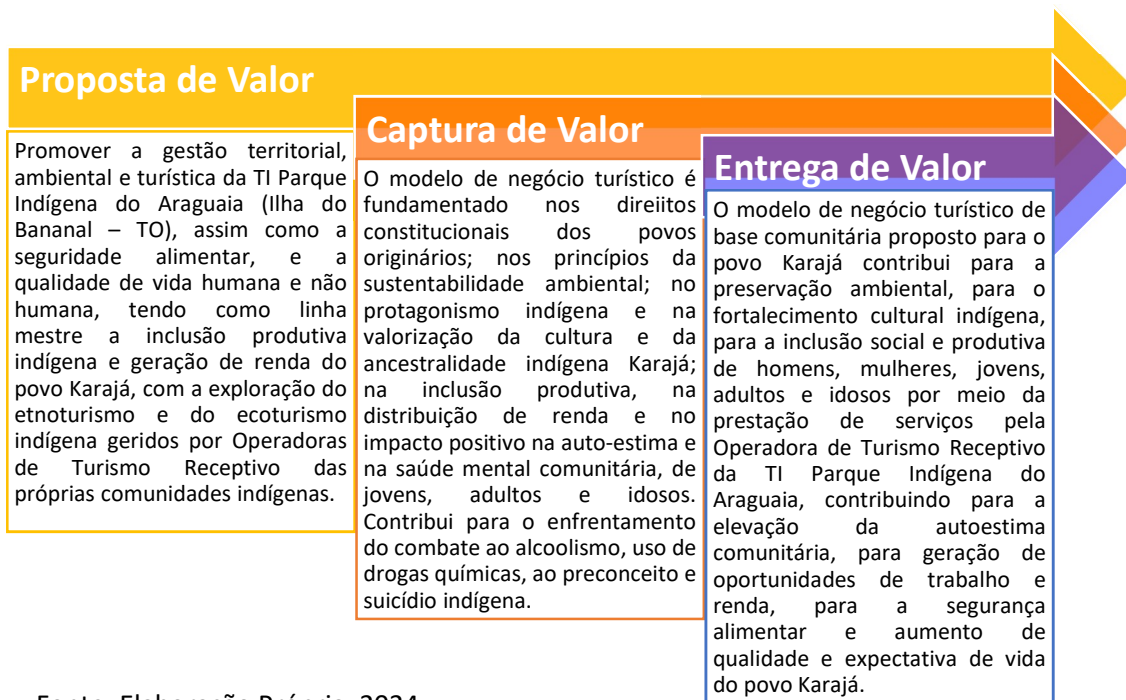 Proposta de Valor
Promover a gestão territorial,
ambiental e turística da TI Parque
Indígena do Araguaia (Ilha do
Bananal – TO), assim como a
seguridade alimentar, e a
qualidade de vida humana e não
humana, tendo como linha
mestre a inclusão produtiva
indígena e geração de renda do
povo Karajá, com a exploração do
etnoturismo e do ecoturismo
indígena geridos por Operadoras
de Turismo Receptivo das
próprias comunidades indígenas.
Captura de Valor
O modelo de negócio turístico é
fundamentado nos direiitos
constitucionais dos povos
originários; nos princípios da
sustentabilidade ambiental; no
protagonismo indígena e na
valorização da cultura e da
ancestralidade indígena Karajá;
na inclusão produtiva, na
distribuição de renda e no
impacto positivo na auto-estima e
na saúde mental comunitária, de
jovens, adultos e idosos.
Contribui para o enfrentamento
do combate ao alcoolismo, uso de
drogas químicas, ao preconceito e
suicídio indígena.
Entrega de Valor
O modelo de negócio turístico de
base comunitária proposto para o
povo Karajá contribui para a
preservação ambiental, para o
fortalecimento cultural indígena,
para a inclusão social e produtiva
de homens, mulheres, jovens,
adultos e idosos por meio da
prestação de serviços pela
Operadora de Turismo Receptivo
da TI Parque Indígena do
Araguaia, contribuindo para a
elevação da autoestima
comunitária, para geração de
oportunidades de trabalho e
renda, para a segurança
alimentar e aumento de
qualidade e expectativa de vida
do povo Karajá.